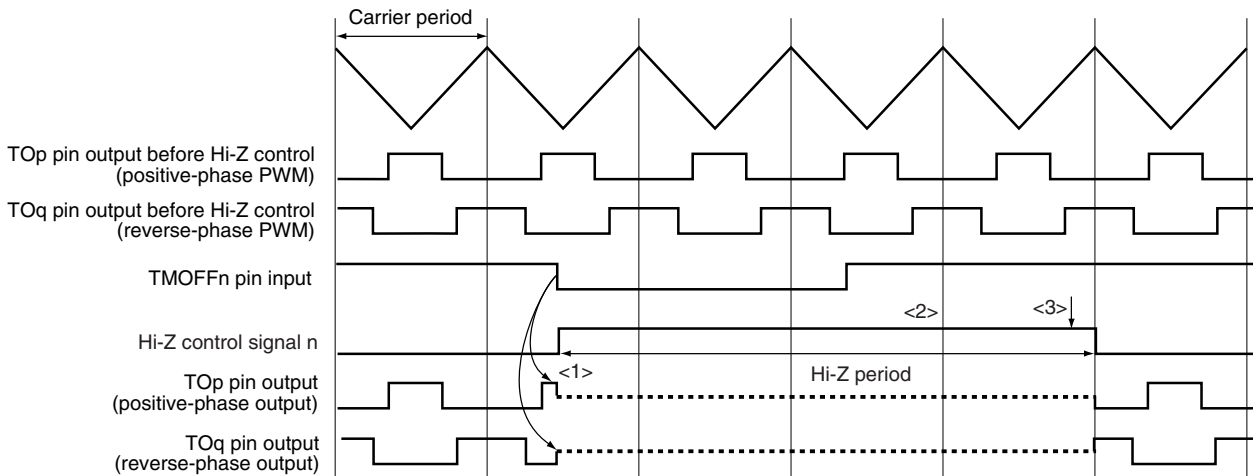 Carrier period
TOp pin output before Hi-Z control
(positive-phase PWM)
TOq pin output before Hi-Z control
(reverse-phase PWM)
TMOFFn pin input
<2>
<3>
Hi-Z control signal n
<1>
Hi-Z period
TOp pin output
(positive-phase output)
TOq pin output
(reverse-phase output)